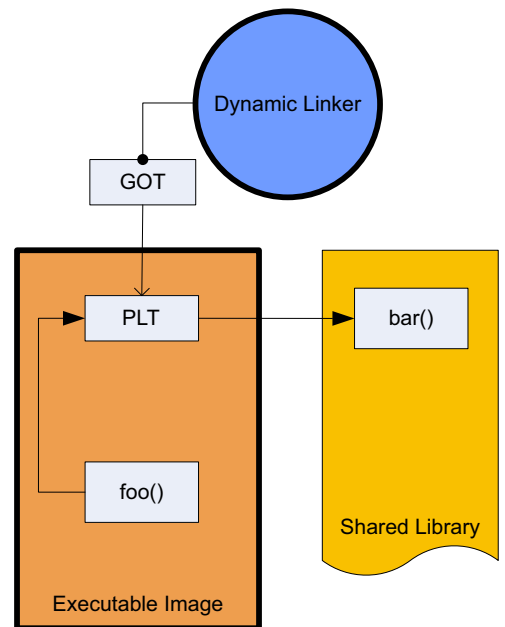 Dynamic Linker
GOT
PLT
bar()
foo()
Shared Library
Executable Image